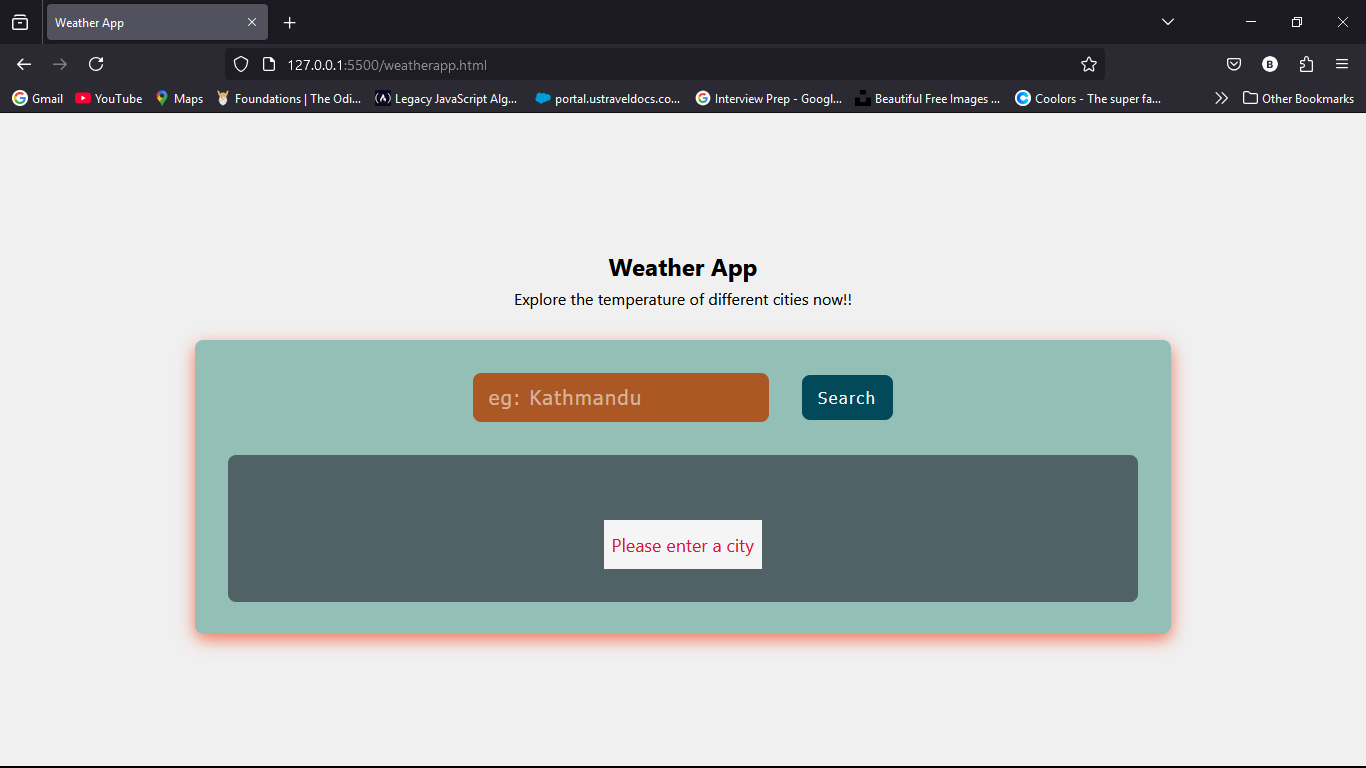 Weather App
127.0.0.1:5500/weatherapp.html
B
Gmail YouTube Maps Foundations | The Odi... Legacy JavaScript Alg... portal.ustraveldocs.co... Interview Prep - Googl... Beautiful Free Images ... Coolors - The super fa... Other Bookmarks
Weather App
Explore the temperature of different cities now!!
eg: Kathmandu Search
Please enter a city